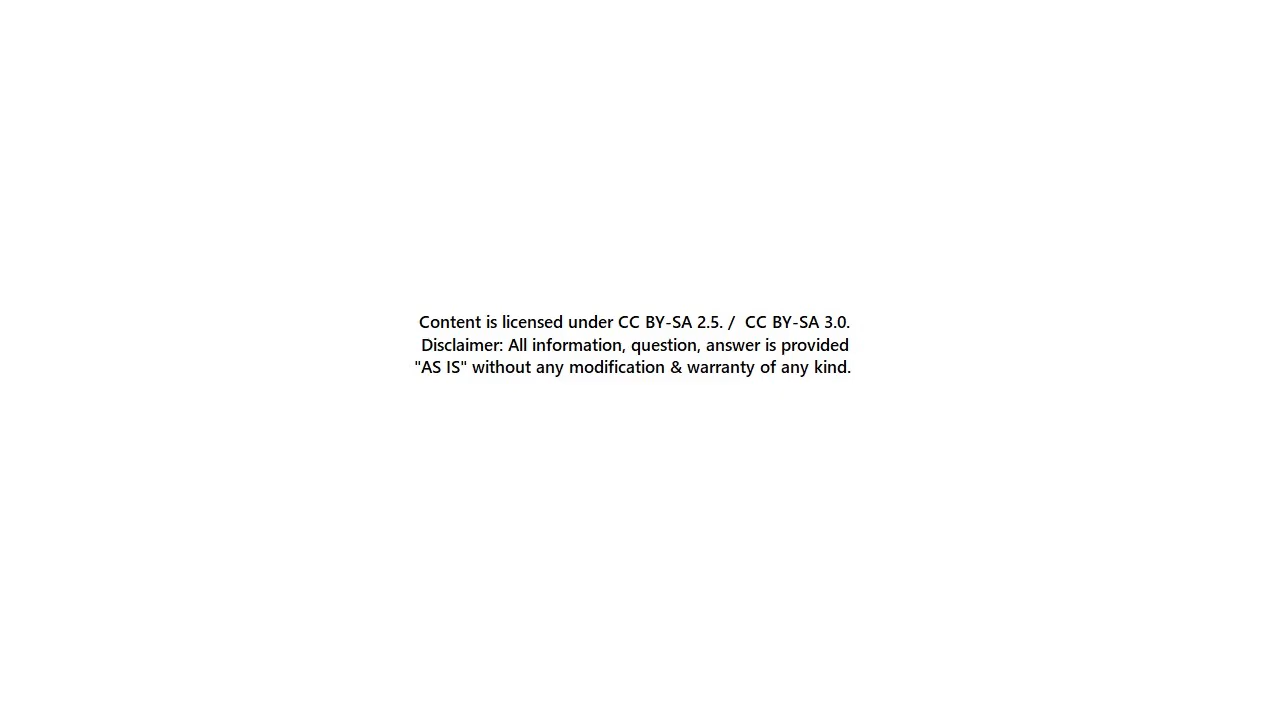 Content is licensed under CC BY-SA 2.5. /  CC BY-SA 3.0.
Disclaimer: All information, question, answer is provided
"AS IS" without any modification & warranty of any kind.